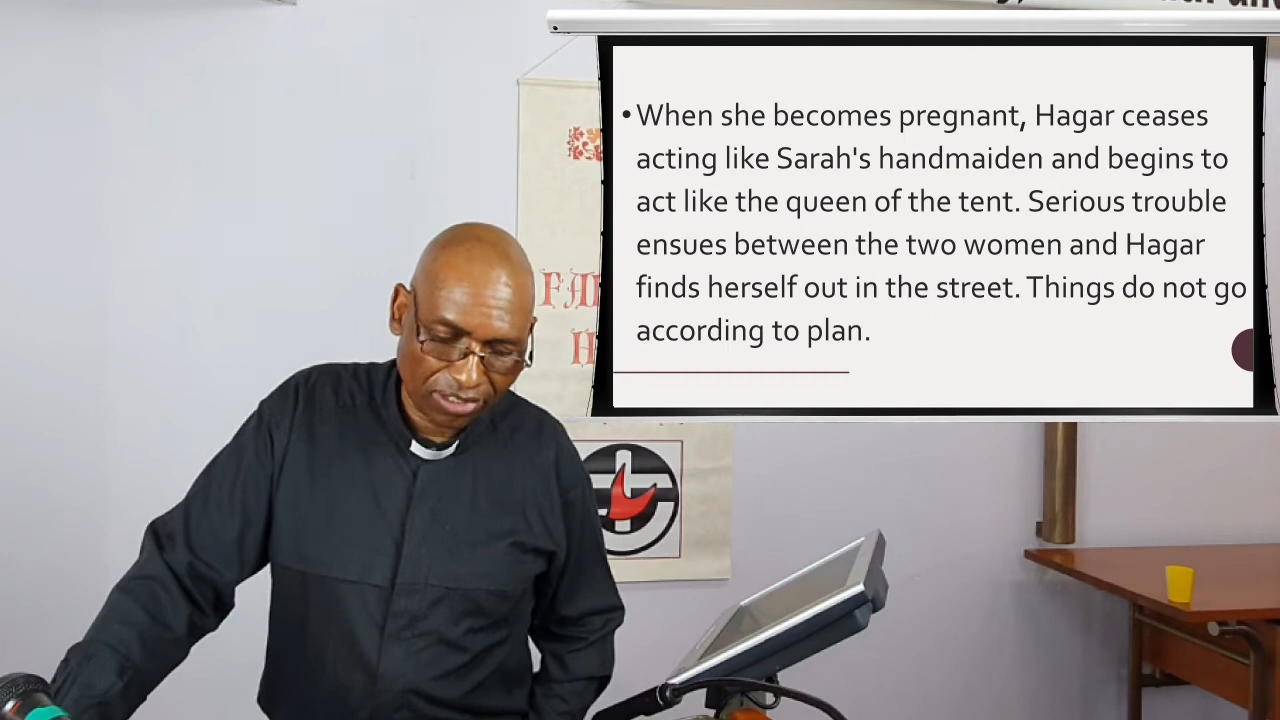 • When she becomes pregnant, Hagar ceases
acting like Sarah's handmaiden and begins to
act like the queen of the tent. Serious trouble
ensues between the two women and Hagar
finds herself out in the street. Things do not go
according to plan.